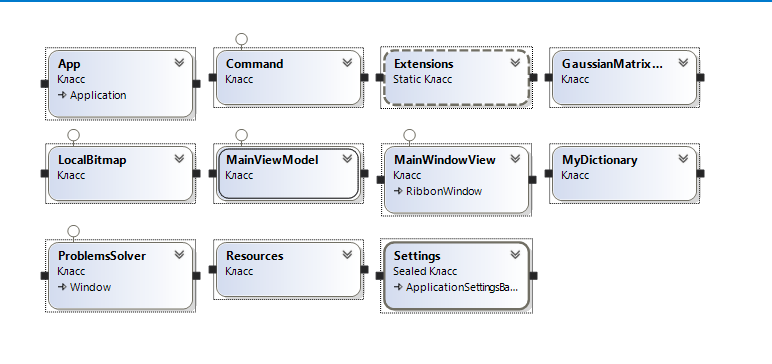 App
Класс
Application
Command
Класс
Extensions
Static Класс
GaussianMatrix...
Класс
LocalBitmap
Класс
MainViewModel
Класс
MainWindowView
Класс
RibbonWindow
MyDictionary
Класс
ProblemsSolver
Класс
Window
Resources
Класс
Settings
Sealed Класс
ApplicationSettingsBa...